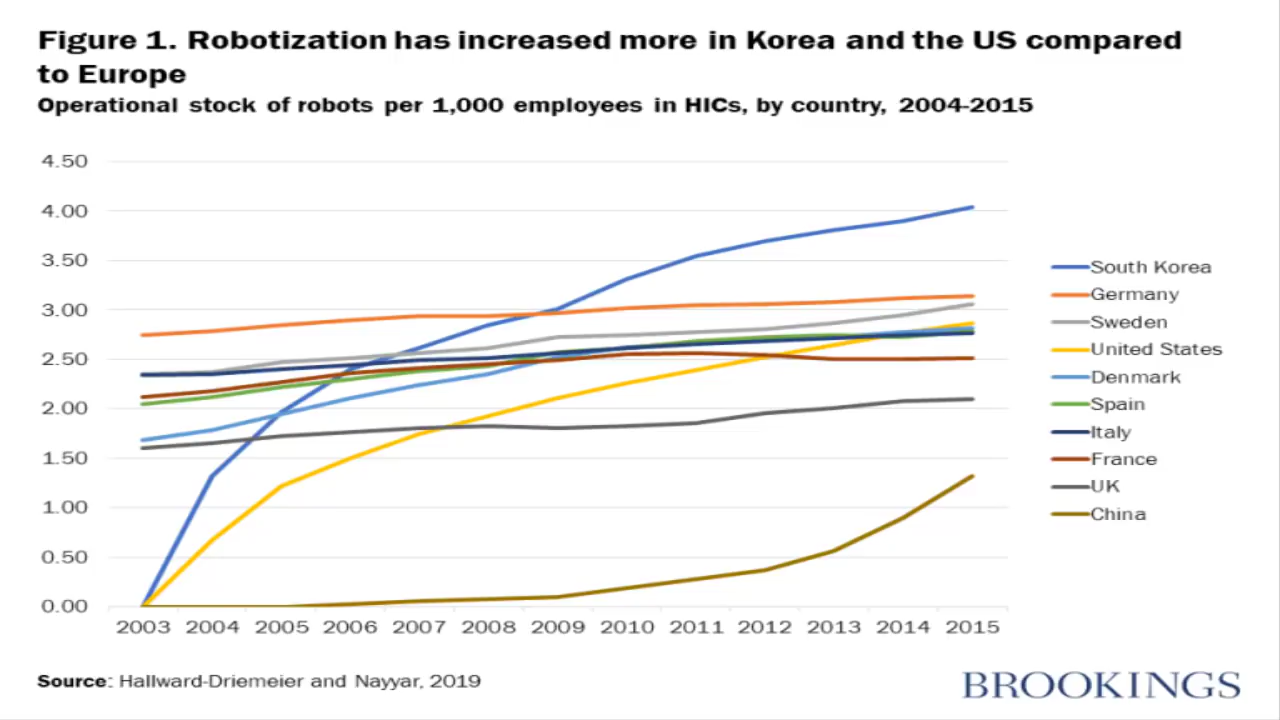 Figure 1. Robotization has increased more in Korea and the US compared
to Europe
Operational stock of robots per 1,000 employees in HICs, by country, 2004-2015
4.50
4.00
3.50
3.00
2.50
2.00
1.50
1.00
0.50
0.00
2003 2004 2005 2006 2007 2008 2009 2010 2011 2012 2013 2014 2015
South Korea
Germany
Sweden
United States
Denmark
Spain
Italy
France
UK
China
Source: Hallward-Driemeier and Nayyar, 2019
BROOKINGS